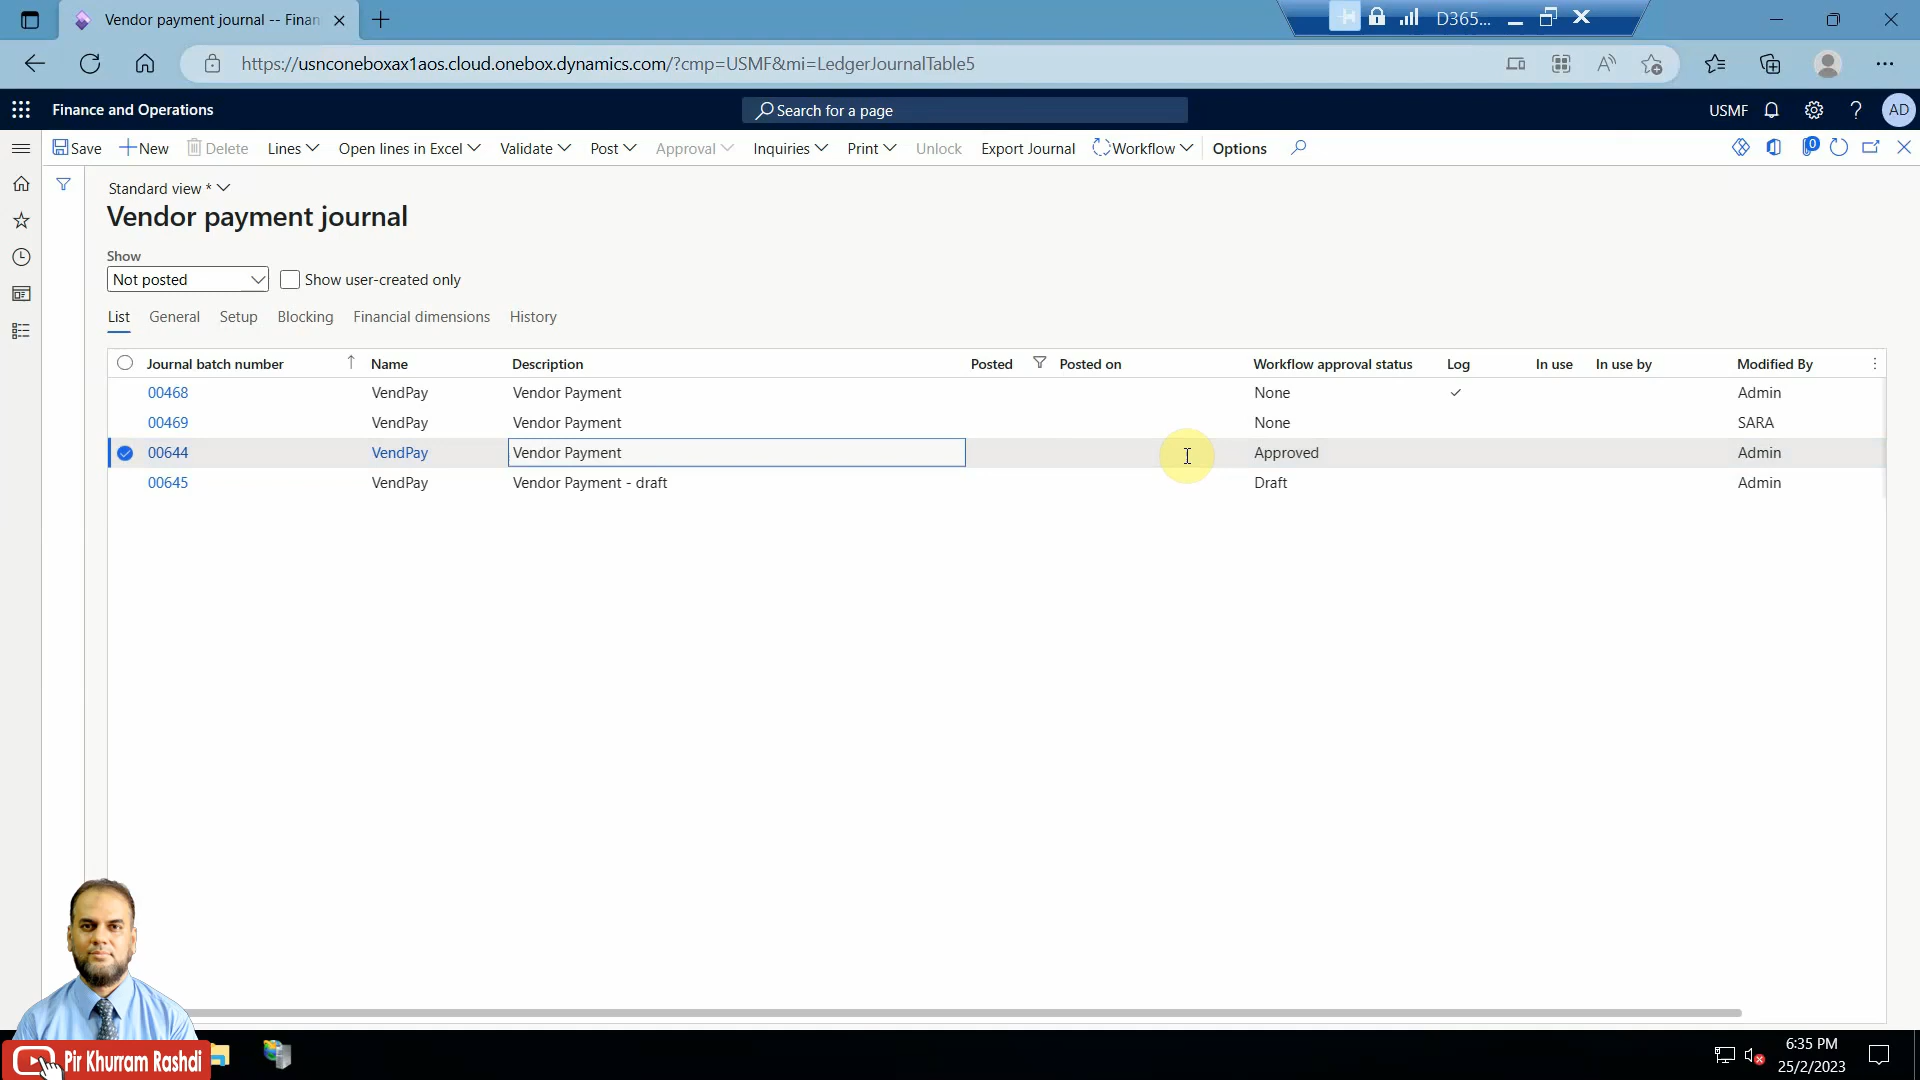 Vendor payment journal -- Finan
D365...
https://usnconeboxax1aos.cloud.onebox.dynamics.com/?cmp=USMF&mi=LedgerJournalTable5
Finance and Operations
Search for a page
USMF
AD
Save
New
Delete
Lines
Open lines in Excel
Validate
Post
Approval
Inquiries
Print
Unlock
Export Journal
Workflow
Options
0
Standard view *
Vendor payment journal
Show
Not posted
Show user-created only
List General Setup Blocking Financial dimensions History
Journal batch number Name Description Posted Posted on Workflow approval status Log In use In use by Modified By
00468 VendPay Vendor Payment None Admin
00469 VendPay Vendor Payment None SARA
00644 VendPay Vendor Payment Approved Admin
00645 VendPay Vendor Payment - draft Draft Admin
Pir Khurram Rashdi
6:35 PM
25/2/2023